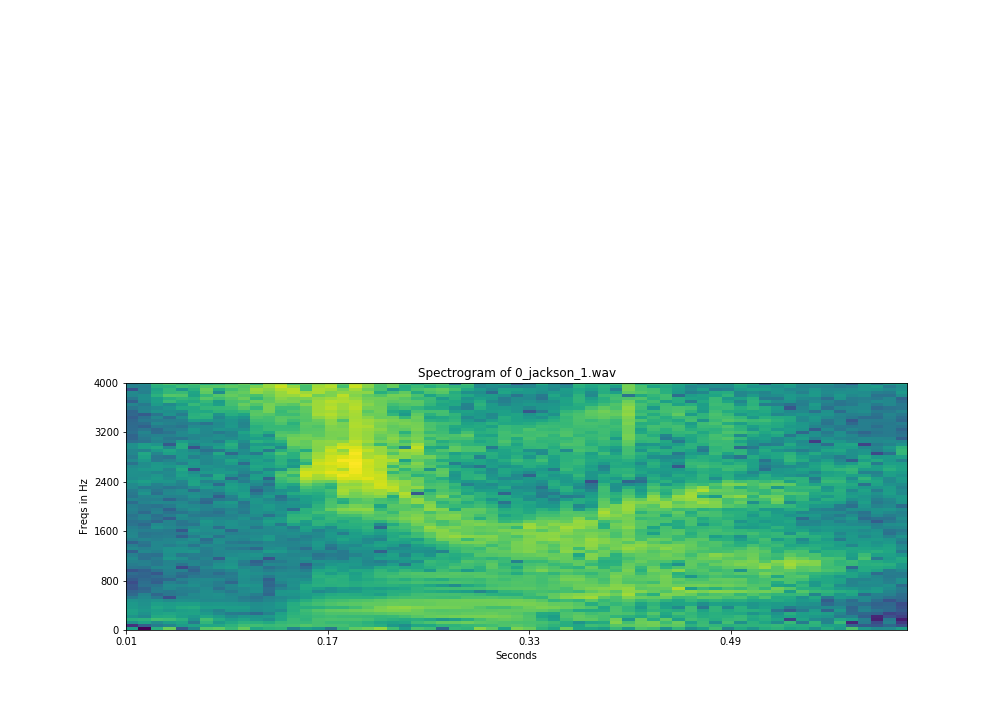 Spectrogram of 0_jackson_1.wav
4000
3200
2400
1600
800
0
Freqs in Hz
0.01 0.17 0.33 0.49
Seconds